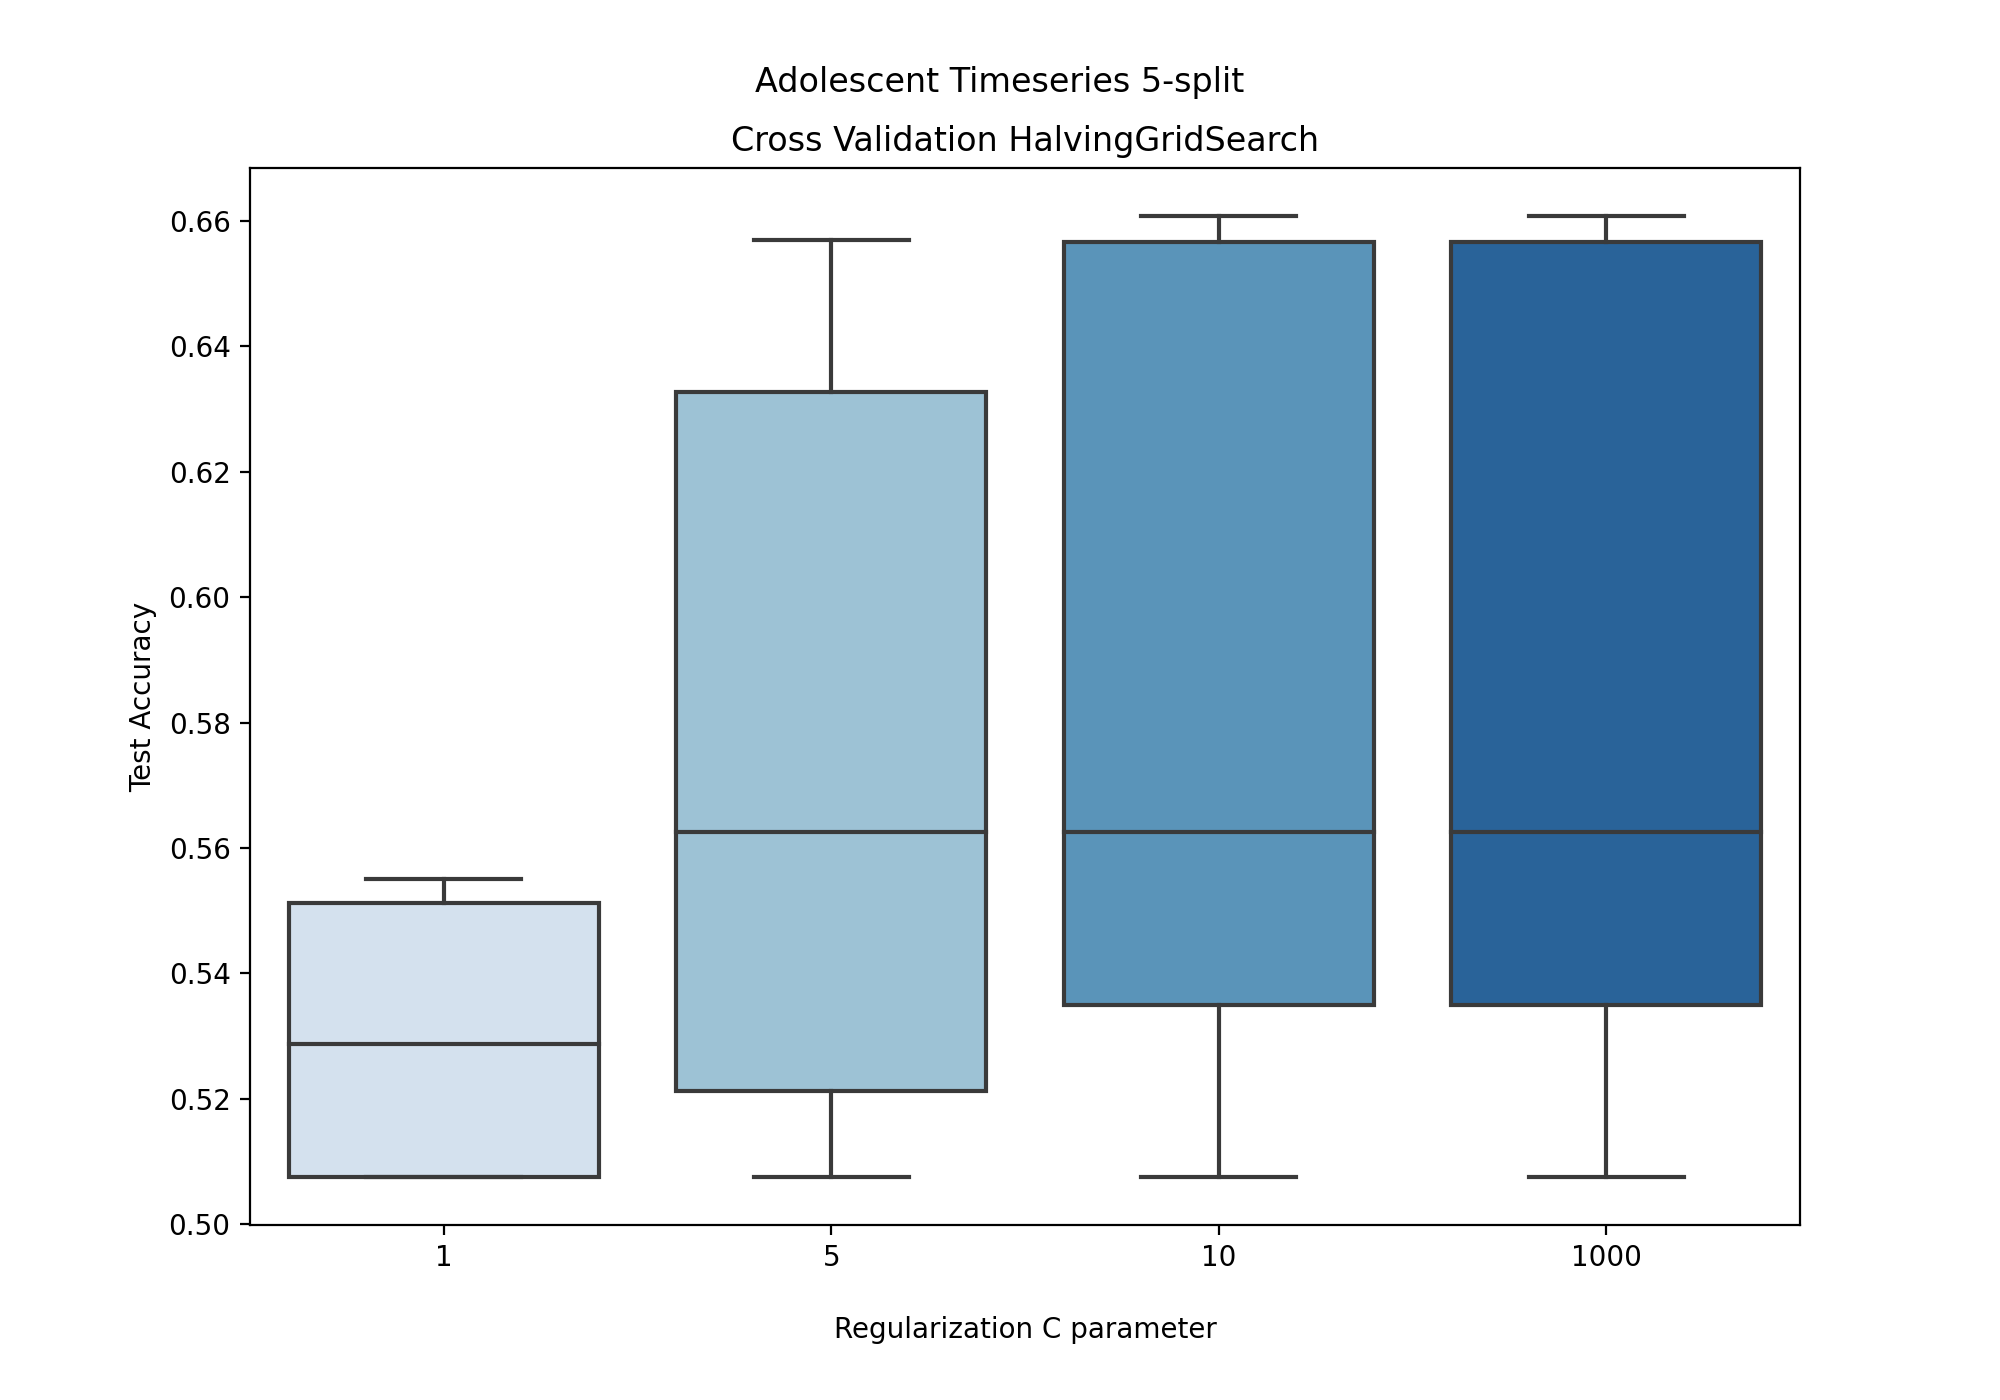 Adolescent Timeseries 5-split
Cross Validation HalvingGridSearch
0.66
0.64
0.62
0.60
0.58
0.56
0.54
0.52
0.50
Test Accuracy
1 5 10 1000
Regularization C parameter